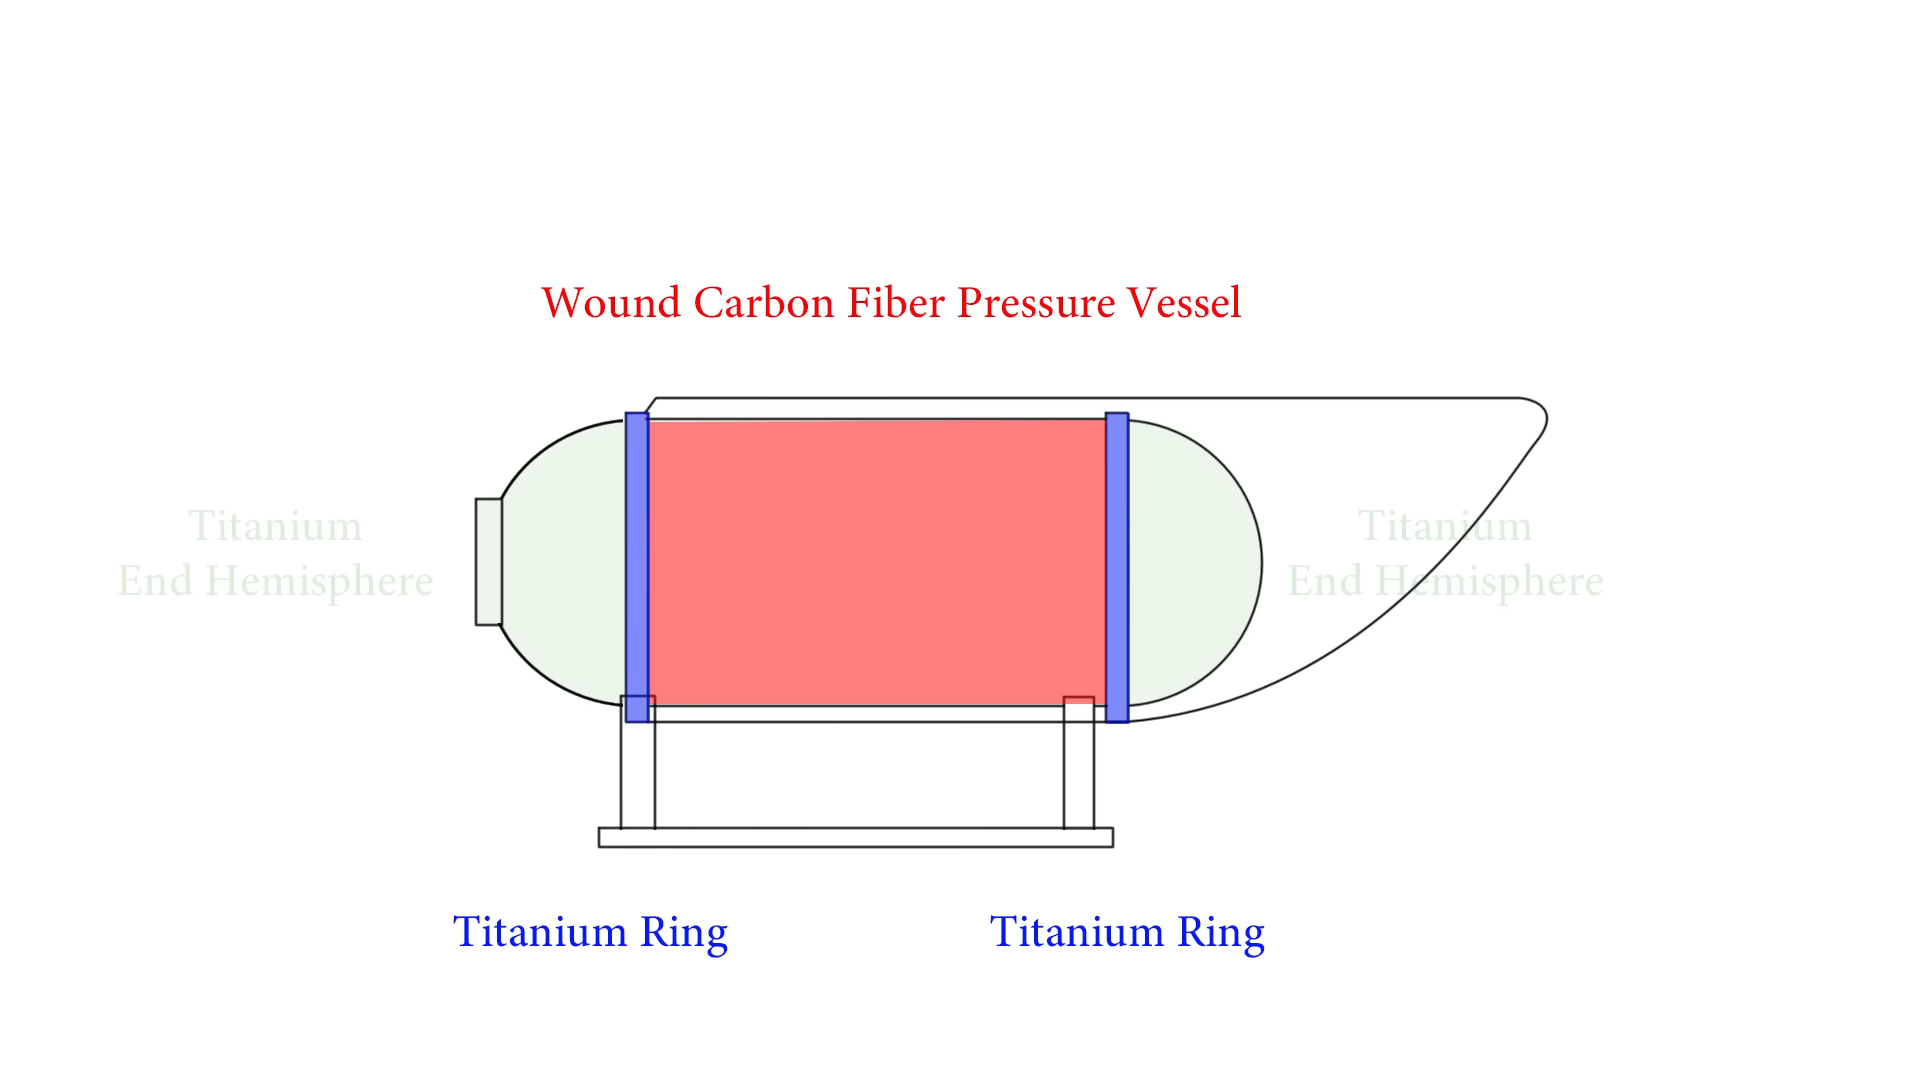 Wound Carbon Fiber Pressure Vessel
Titanium
End Hemisphere
Titanium
End Hemisphere
Titanium Ring
Titanium Ring